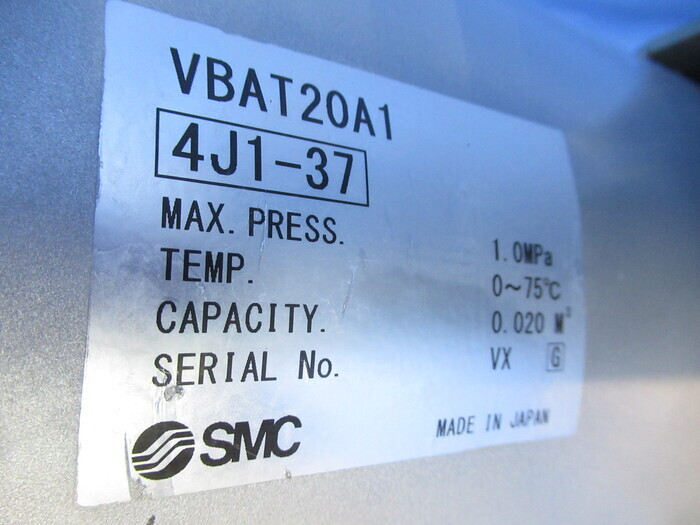 VBAT20A1
4J1-37
MAX. PRESS. 1.0MPa
TEMP. 0～75℃
CAPACITY. 0.020 M³
SERIAL No. VX G
SMC MADE IN JAPAN